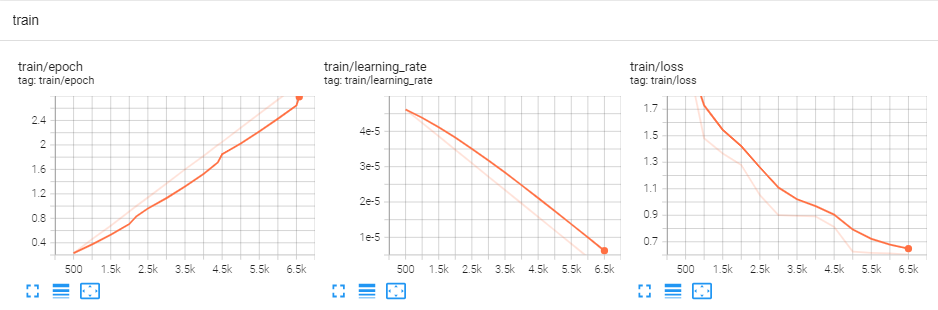 train
train/epoch
tag: train/epoch
2.4
2
1.6
1.2
0.8
0.4
500 1.5k 2.5k 3.5k 4.5k 5.5k 6.5k
train/learning_rate
tag: train/learning_rate
4e-5
3e-5
2e-5
1e-5
500 1.5k 2.5k 3.5k 4.5k 5.5k 6.5k
train/loss
tag: train/loss
1.7
1.5
1.3
1.1
0.9
0.7
500 1.5k 2.5k 3.5k 4.5k 5.5k 6.5k